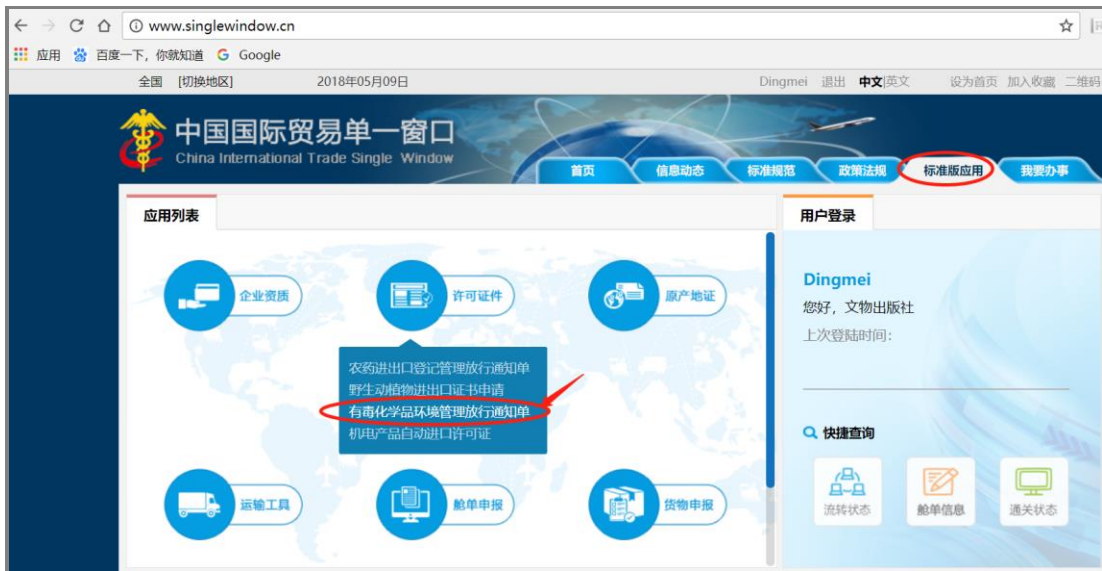 www.singlewindow.cn
应用 百度一下，你就知道 G Google
全国 [切换地区] 2018年05月09日 Dingmei 退出 中文|英文 设为首页 加入收藏 二维码
中国国际贸易单一窗口
China International Trade Single Window
首页 信息动态 标准规范 政策法规 标准版应用 我要办事
应用列表 用户登录
企业资质 许可证件 原产地证
Dingmei
您好，文物出版社
上次登陆时间：
农药进出口登记管理放行通知单
野生动植物进出口证书申请
有毒化学品环境管理放行通知单
机电产品自动进口许可证
快捷查询
运输工具 舱单申报 货物申报
流转状态 舱单信息 通关状态